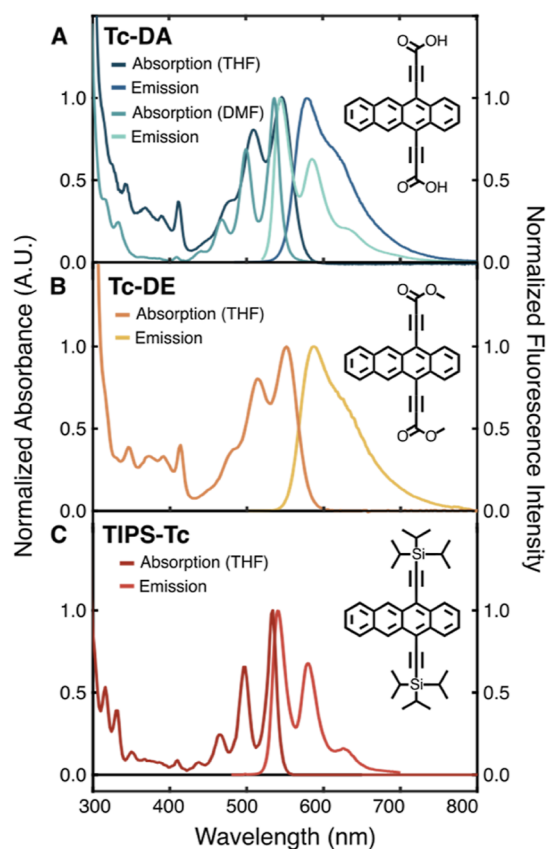 A
Tc-DA
Absorption (THF)
Emission
Absorption (DMF)
Emission
O
OH
O
OH
1.0
0.5
0.0
1.0
0.5
0.0
B
Tc-DE
Absorption (THF)
Emission
O
O
O
O
1.0
0.5
0.0
1.0
0.5
0.0
C
TIPS-Tc
Absorption (THF)
Emission
Si
Si
1.0
0.5
0.0
1.0
0.5
0.0
300
400
500
600
700
800
Wavelength (nm)
Normalized Absorbance (A.U.)
Normalized Fluorescence Intensity